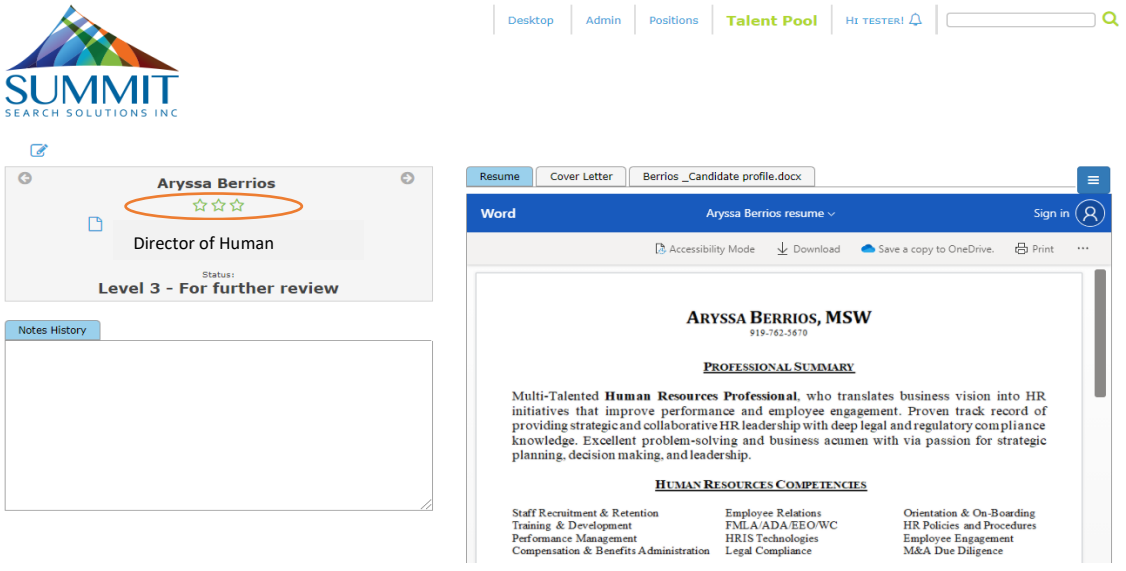 Desktop Admin Positions Talent Pool HI TESTER!
SUMMIT
SEARCH SOLUTIONS INC
Aryssa Berrios
Director of Human
Status:
Level 3 - For further review
Notes History
Resume Cover Letter Berrios _Candidate profile.docx
Word Aryssa Berrios resume Sign in
Accessibility Mode Download Save a copy to OneDrive. Print ...
ARYSSA BERRIOS, MSW
919-762-5670
PROFESSIONAL SUMMARY
Multi-Talented Human Resources Professional, who translates business vision into HR
initiatives that improve performance and employee engagement. Proven track record of
providing strategic and collaborative HR leadership with deep legal and regulatory compliance
knowledge. Excellent problem-solving and business acumen with via passion for strategic
planning, decision making, and leadership.
HUMAN RESOURCES COMPETENCIES
Staff Recruitment & Retention Employee Relations Orientation & On-Boarding
Training & Development FMLA/ADA/EEO/WC HR Policies and Procedures
Performance Management HRIS Technologies Employee Engagement
Compensation & Benefits Administration Legal Compliance M&A Due Diligence